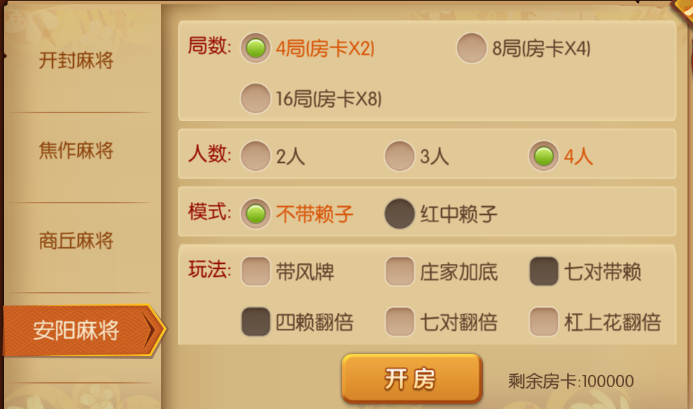 开封麻将
焦作麻将
商丘麻将
安阳麻将
局数: 4局(房卡X2) 8局(房卡X4)
16局(房卡X8)
人数: 2人 3人 4人
模式: 不带赖子 红中赖子
玩法: 带风牌 庄家加底 七对带赖
四赖翻倍 七对翻倍 杠上花翻倍
开房 剩余房卡:100000